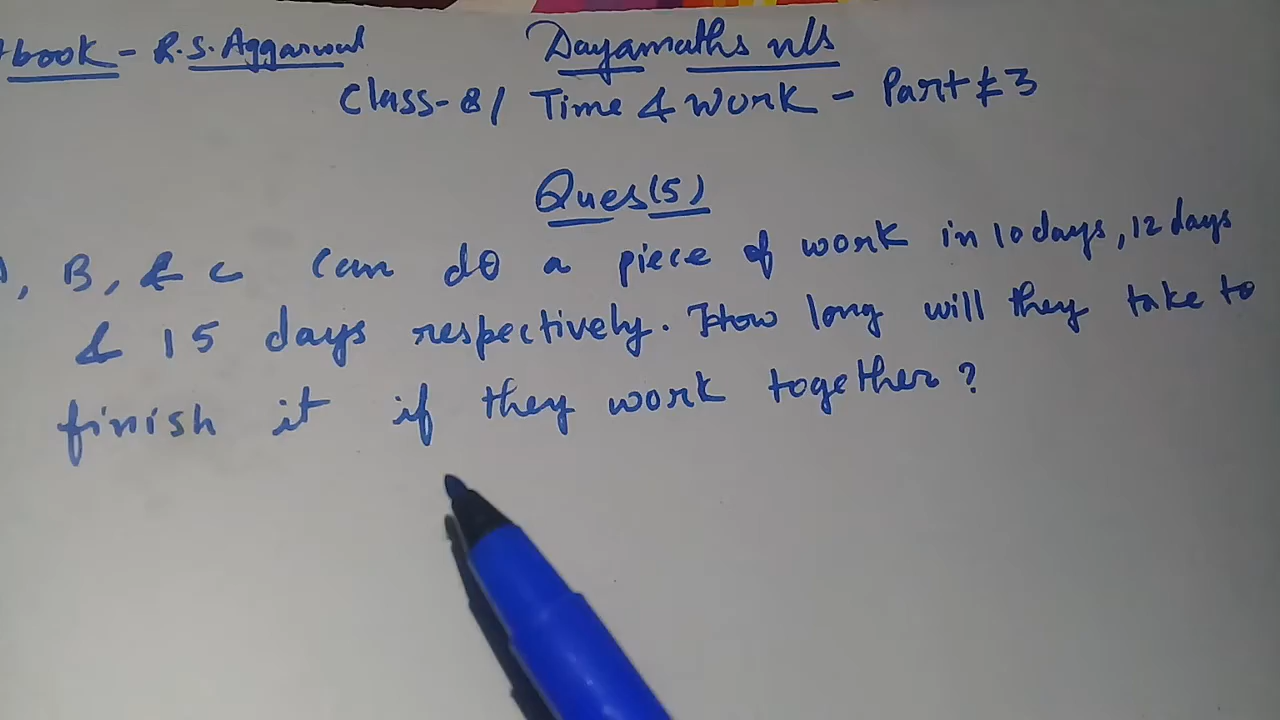 tbook - R.S.Aggarwal
Dayamaths nls
Class-8/ Time & Work - Part # 3
Ques(5)
, B, & C can do a piece of work in 10 days, 12 days
& 15 days respectively. How long will they take to
finish it if they work together?